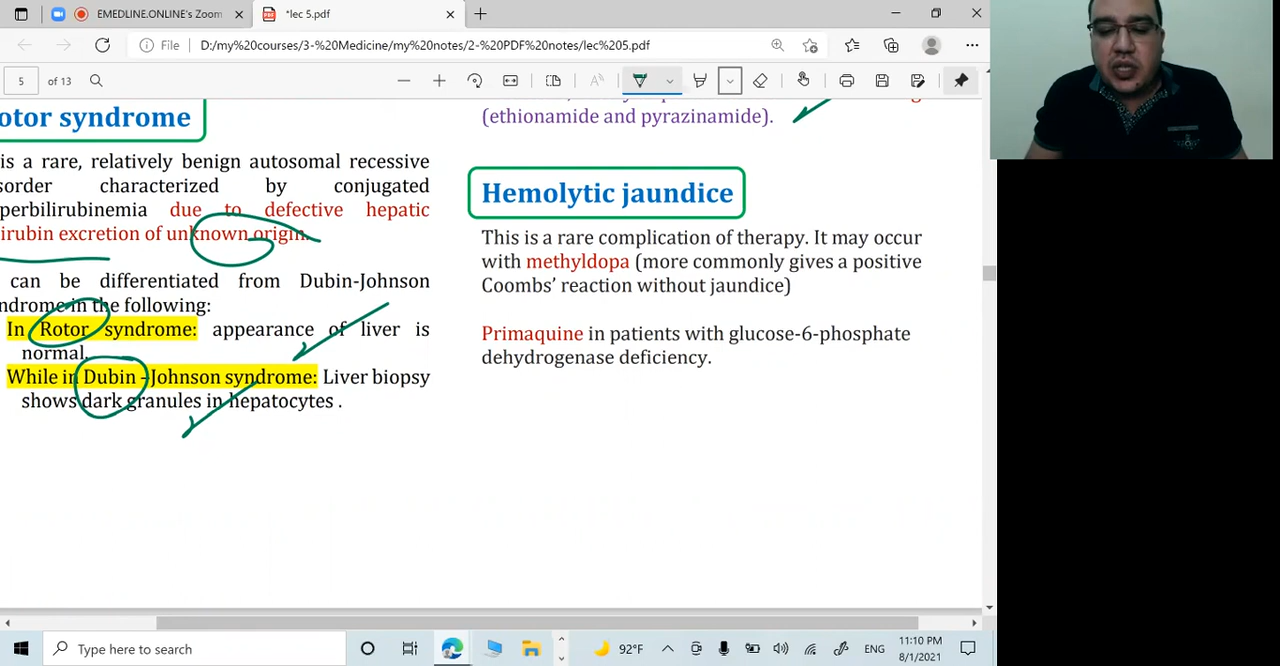 EMEDLINE.ONLINE's Zoom
*lec 5.pdf
File
D:/my%20courses/3-%20Medicine/my%20notes/2-%20PDF%20notes/lec%205.pdf
5 of 13
otor syndrome
is a rare, relatively benign autosomal recessive
sorder characterized by conjugated
perbilirubinemia due to defective hepatic
irubin excretion of unknown origin.
can be differentiated from Dubin-Johnson
ndrome in the following:
In Rotor syndrome: appearance of liver is
normal.
While in Dubin -Johnson syndrome: Liver biopsy
shows dark granules in hepatocytes .
(ethionamide and pyrazinamide).
Hemolytic jaundice
This is a rare complication of therapy. It may occur
with methyldopa (more commonly gives a positive
Coombs' reaction without jaundice)
Primaquine in patients with glucose-6-phosphate
dehydrogenase deficiency.
Type here to search
92°F
ENG
11:10 PM
8/1/2021